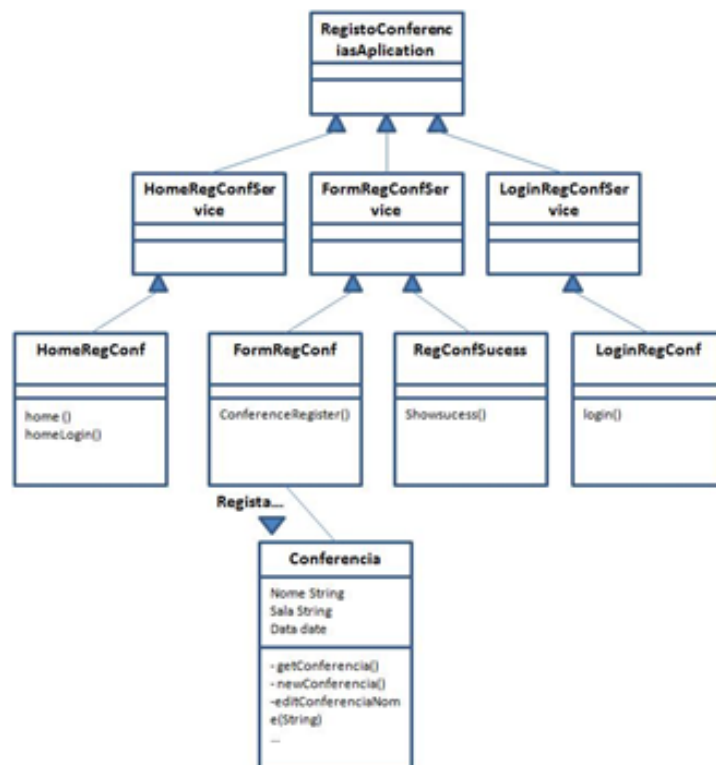 RegistoConferenc
iasAplication
HomeRegConfSer
vice
FormRegConfSer
vice
LoginRegConfSer
vice
HomeRegConf
home ()
homeLogin()
FormRegConf
ConferenceRegister()
RegConfSucess
Showsucess()
LoginRegConf
login()
Regista...
Conferencia
Nome String
Sala String
Data date
- getConferencia()
- newConferencia()
-editConferenciaNom
e(String)
...